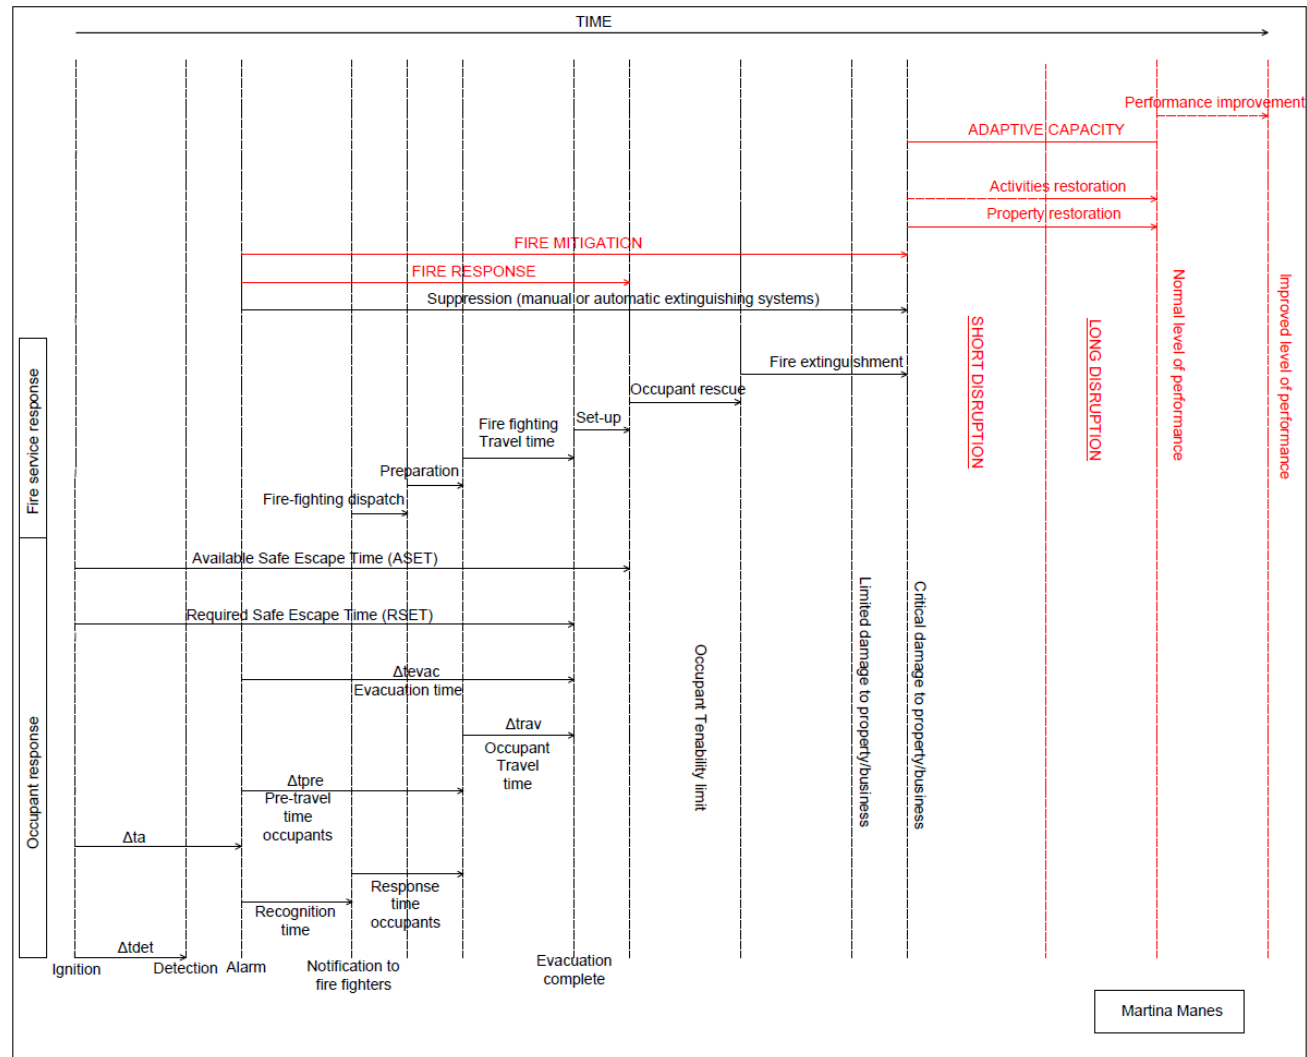 TIME
Performance improvement
ADAPTIVE CAPACITY
Activities restoration
Property restoration
FIRE MITIGATION
FIRE RESPONSE
Suppression (manual or automatic extinguishing systems)
Normal level of performance
Improved level of performance
SHORT DISRUPTION
LONG DISRUPTION
Fire service response
Fire extinguishment
Occupant rescue
Set-up
Fire fighting
Travel time
Preparation
Fire-fighting dispatch
Occupant response
Available Safe Escape Time (ASET)
Required Safe Escape Time (RSET)
Occupant Tenability limit
Limited damage to property/business
Critical damage to property/business
Δtevac
Evacuation time
Δtrav
Occupant
Travel
time
Δtpre
Pre-travel
time
occupants
Δta
Response
time
occupants
Recognition
time
Δtdet
Ignition
Detection
Alarm
Notification to
fire fighters
Evacuation
complete
Martina Manes